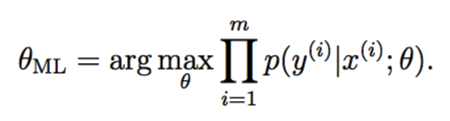 θ_ML = arg max_θ ∏_{i=1}^{m} p(y^{(i)}|x^{(i)}; θ).